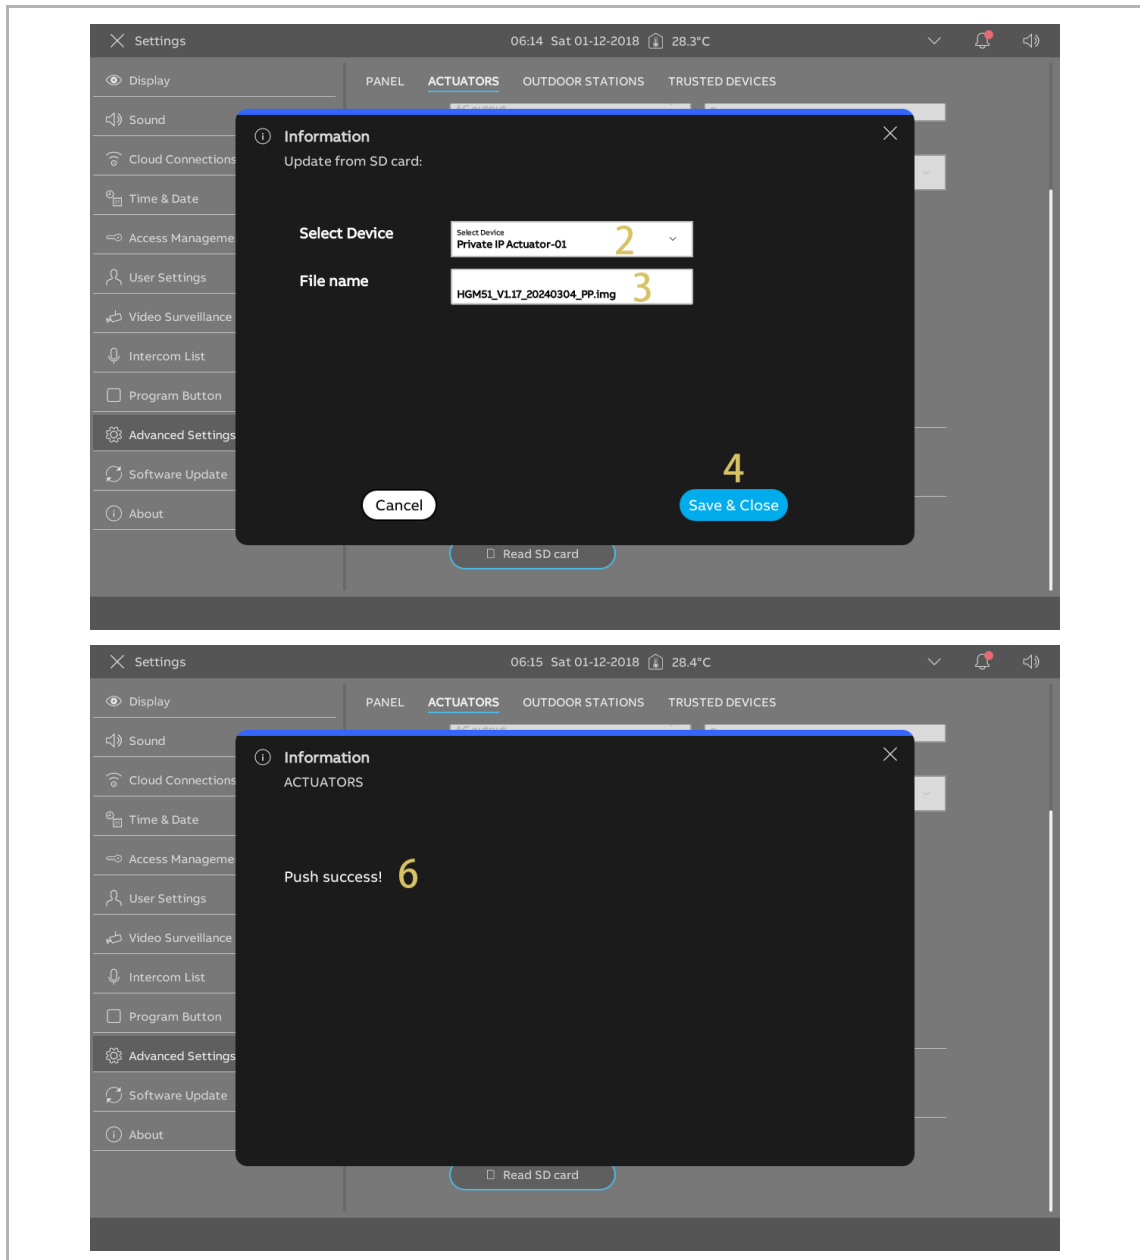 Settings
06:14 Sat 01-12-2018 28.3°C
Display
PANEL ACTUATORS OUTDOOR STATIONS TRUSTED DEVICES
Sound
Information
Update from SD card:
Cloud Connections
Time & Date
Access Manageme
User Settings
Video Surveillance
Intercom List
Program Button
Advanced Settings
Software Update
About
Select Device
Select Device
Private IP Actuator-01
2
File name
HGM51_V1.17_20240304_PP.img
3
4
Cancel
Save & Close
Read SD card
Settings
06:15 Sat 01-12-2018 28.4°C
Display
PANEL ACTUATORS OUTDOOR STATIONS TRUSTED DEVICES
Sound
Information
ACTUATORS
Cloud Connections
Time & Date
Access Manageme
User Settings
Video Surveillance
Intercom List
Program Button
Advanced Settings
Software Update
About
Push success! 6
Read SD card